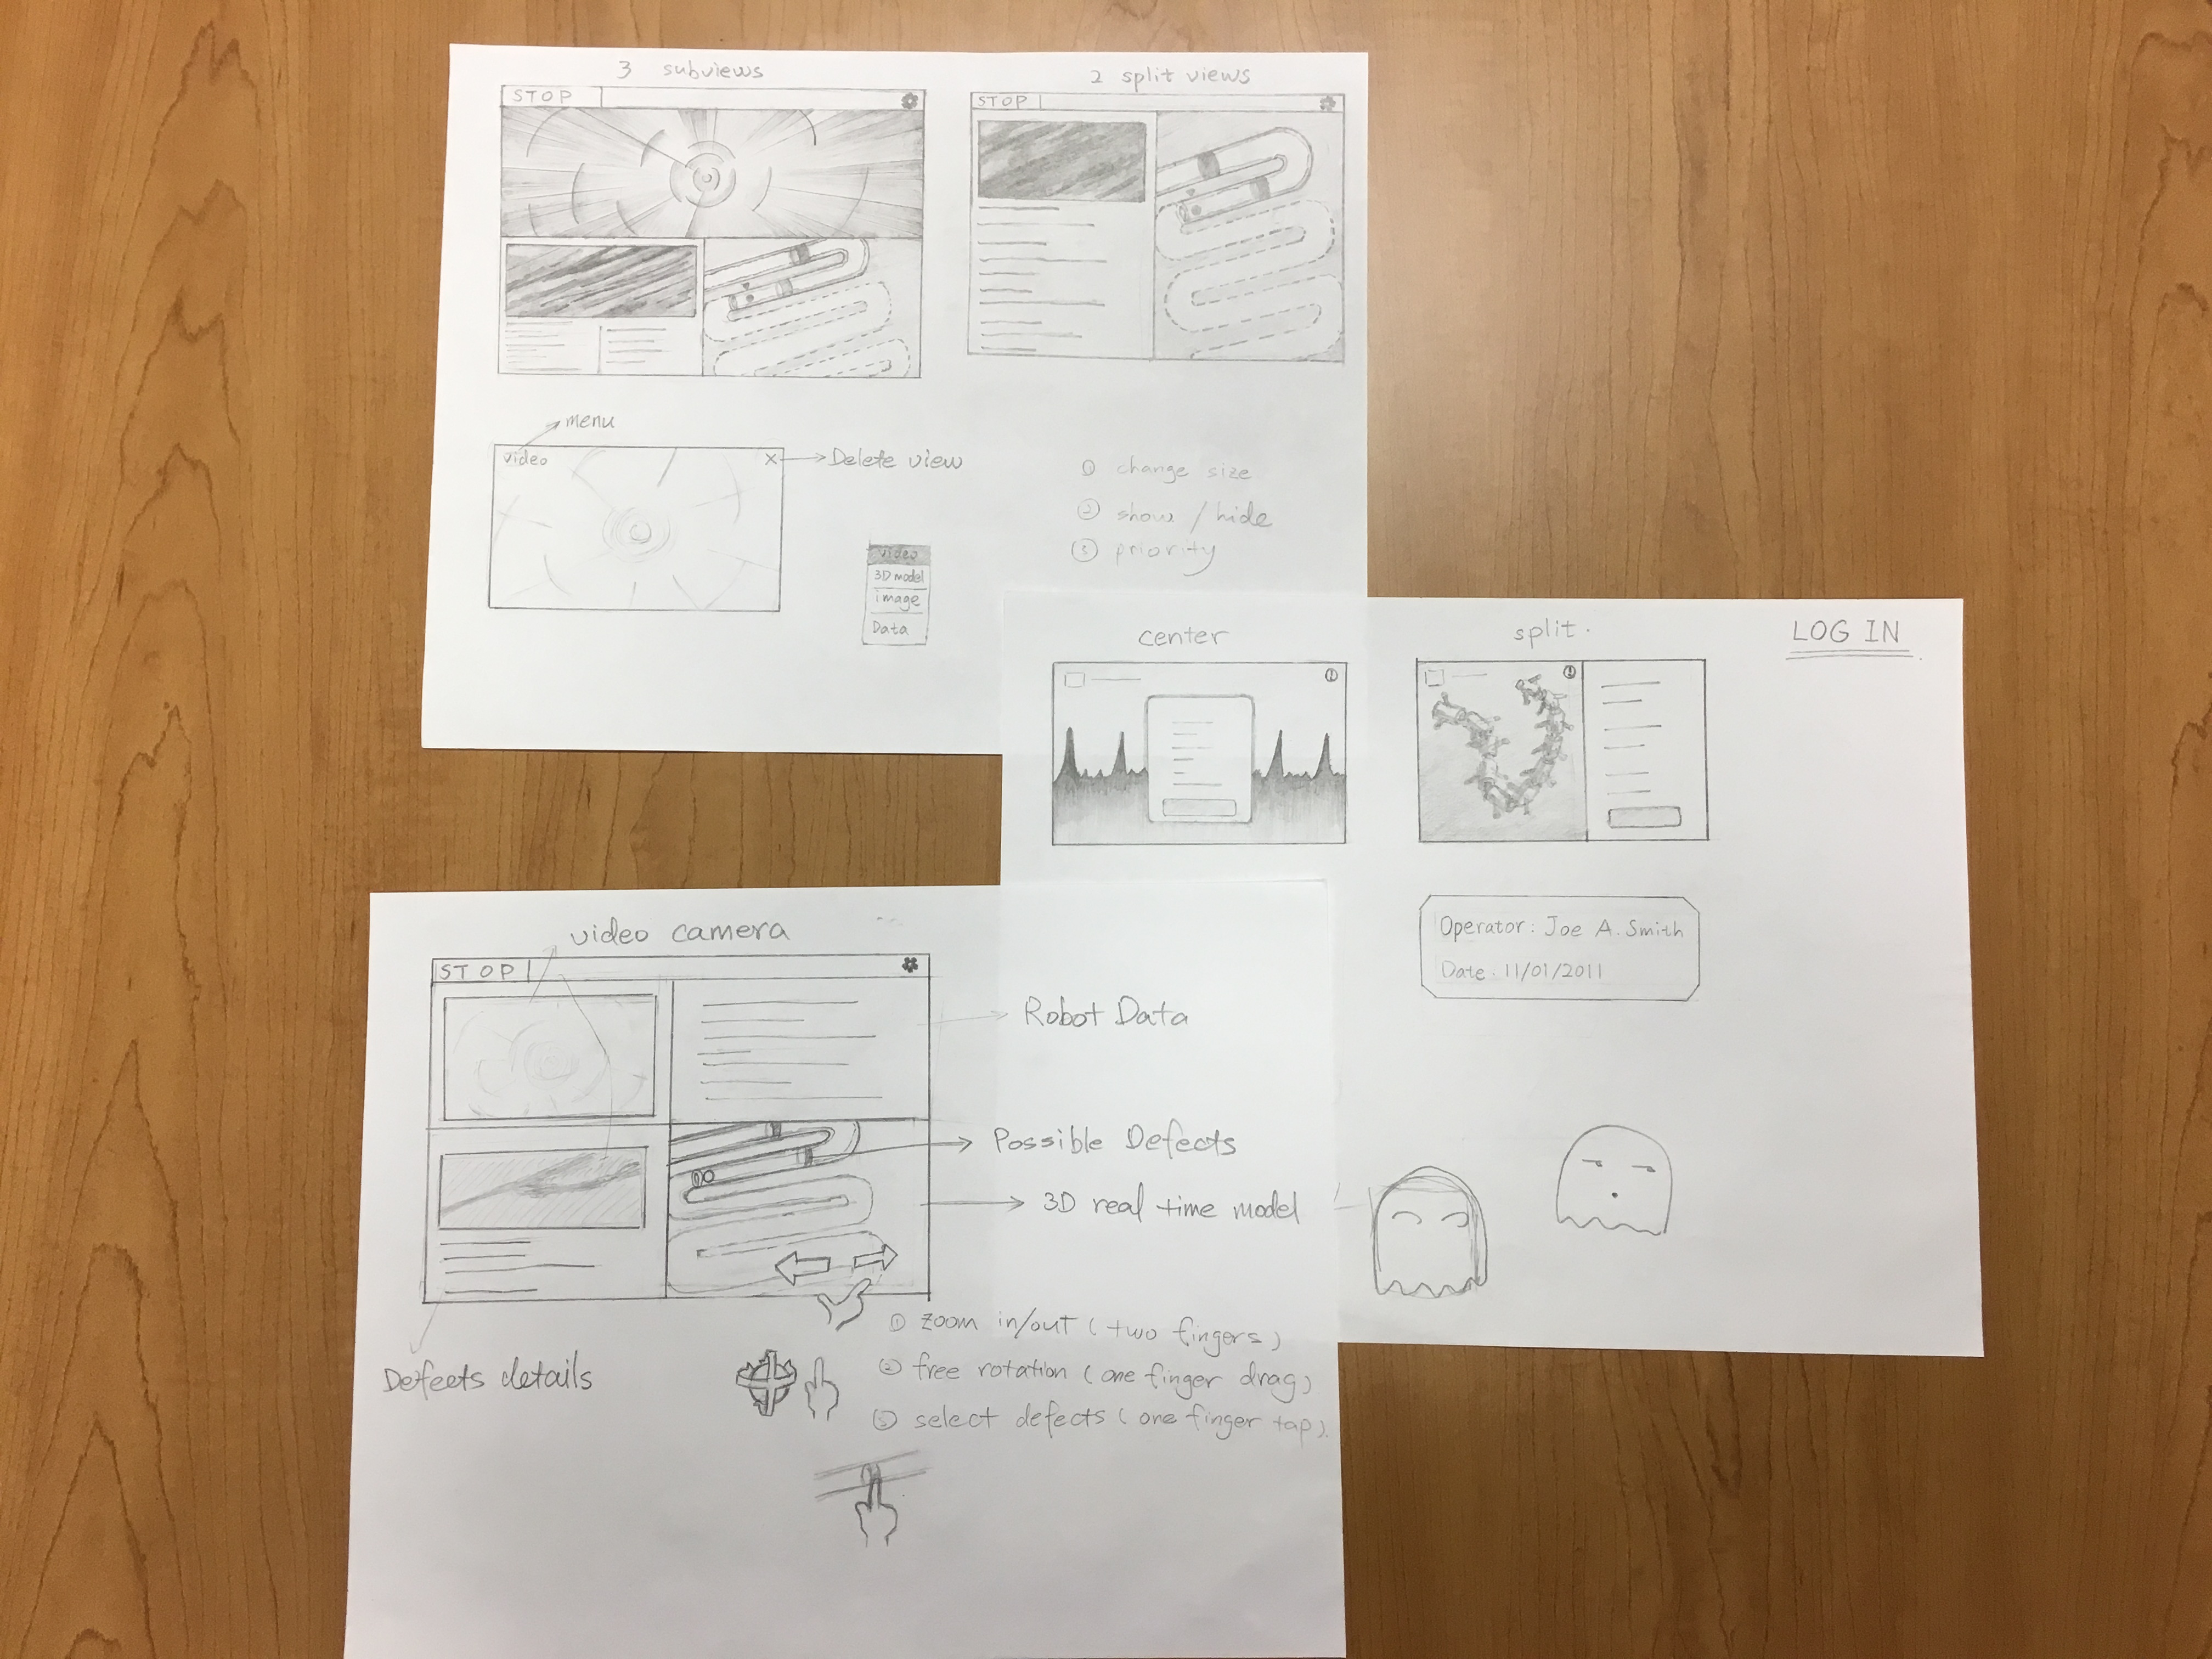 3 subviews
STOP
2 split views
STOP
menu
video
X
Delete view
① change size
② show / hide
③ priority
video
3D model
image
Data
center
split.
LOG IN
Operator: Joe A. Smith
Date: 11/01/2011
video camera
STOP
Robot Data
Possible Defects
3D real time model
Defects details
① zoom in/out (two fingers)
② free rotation (one finger drag)
③ select defects (one finger tap).